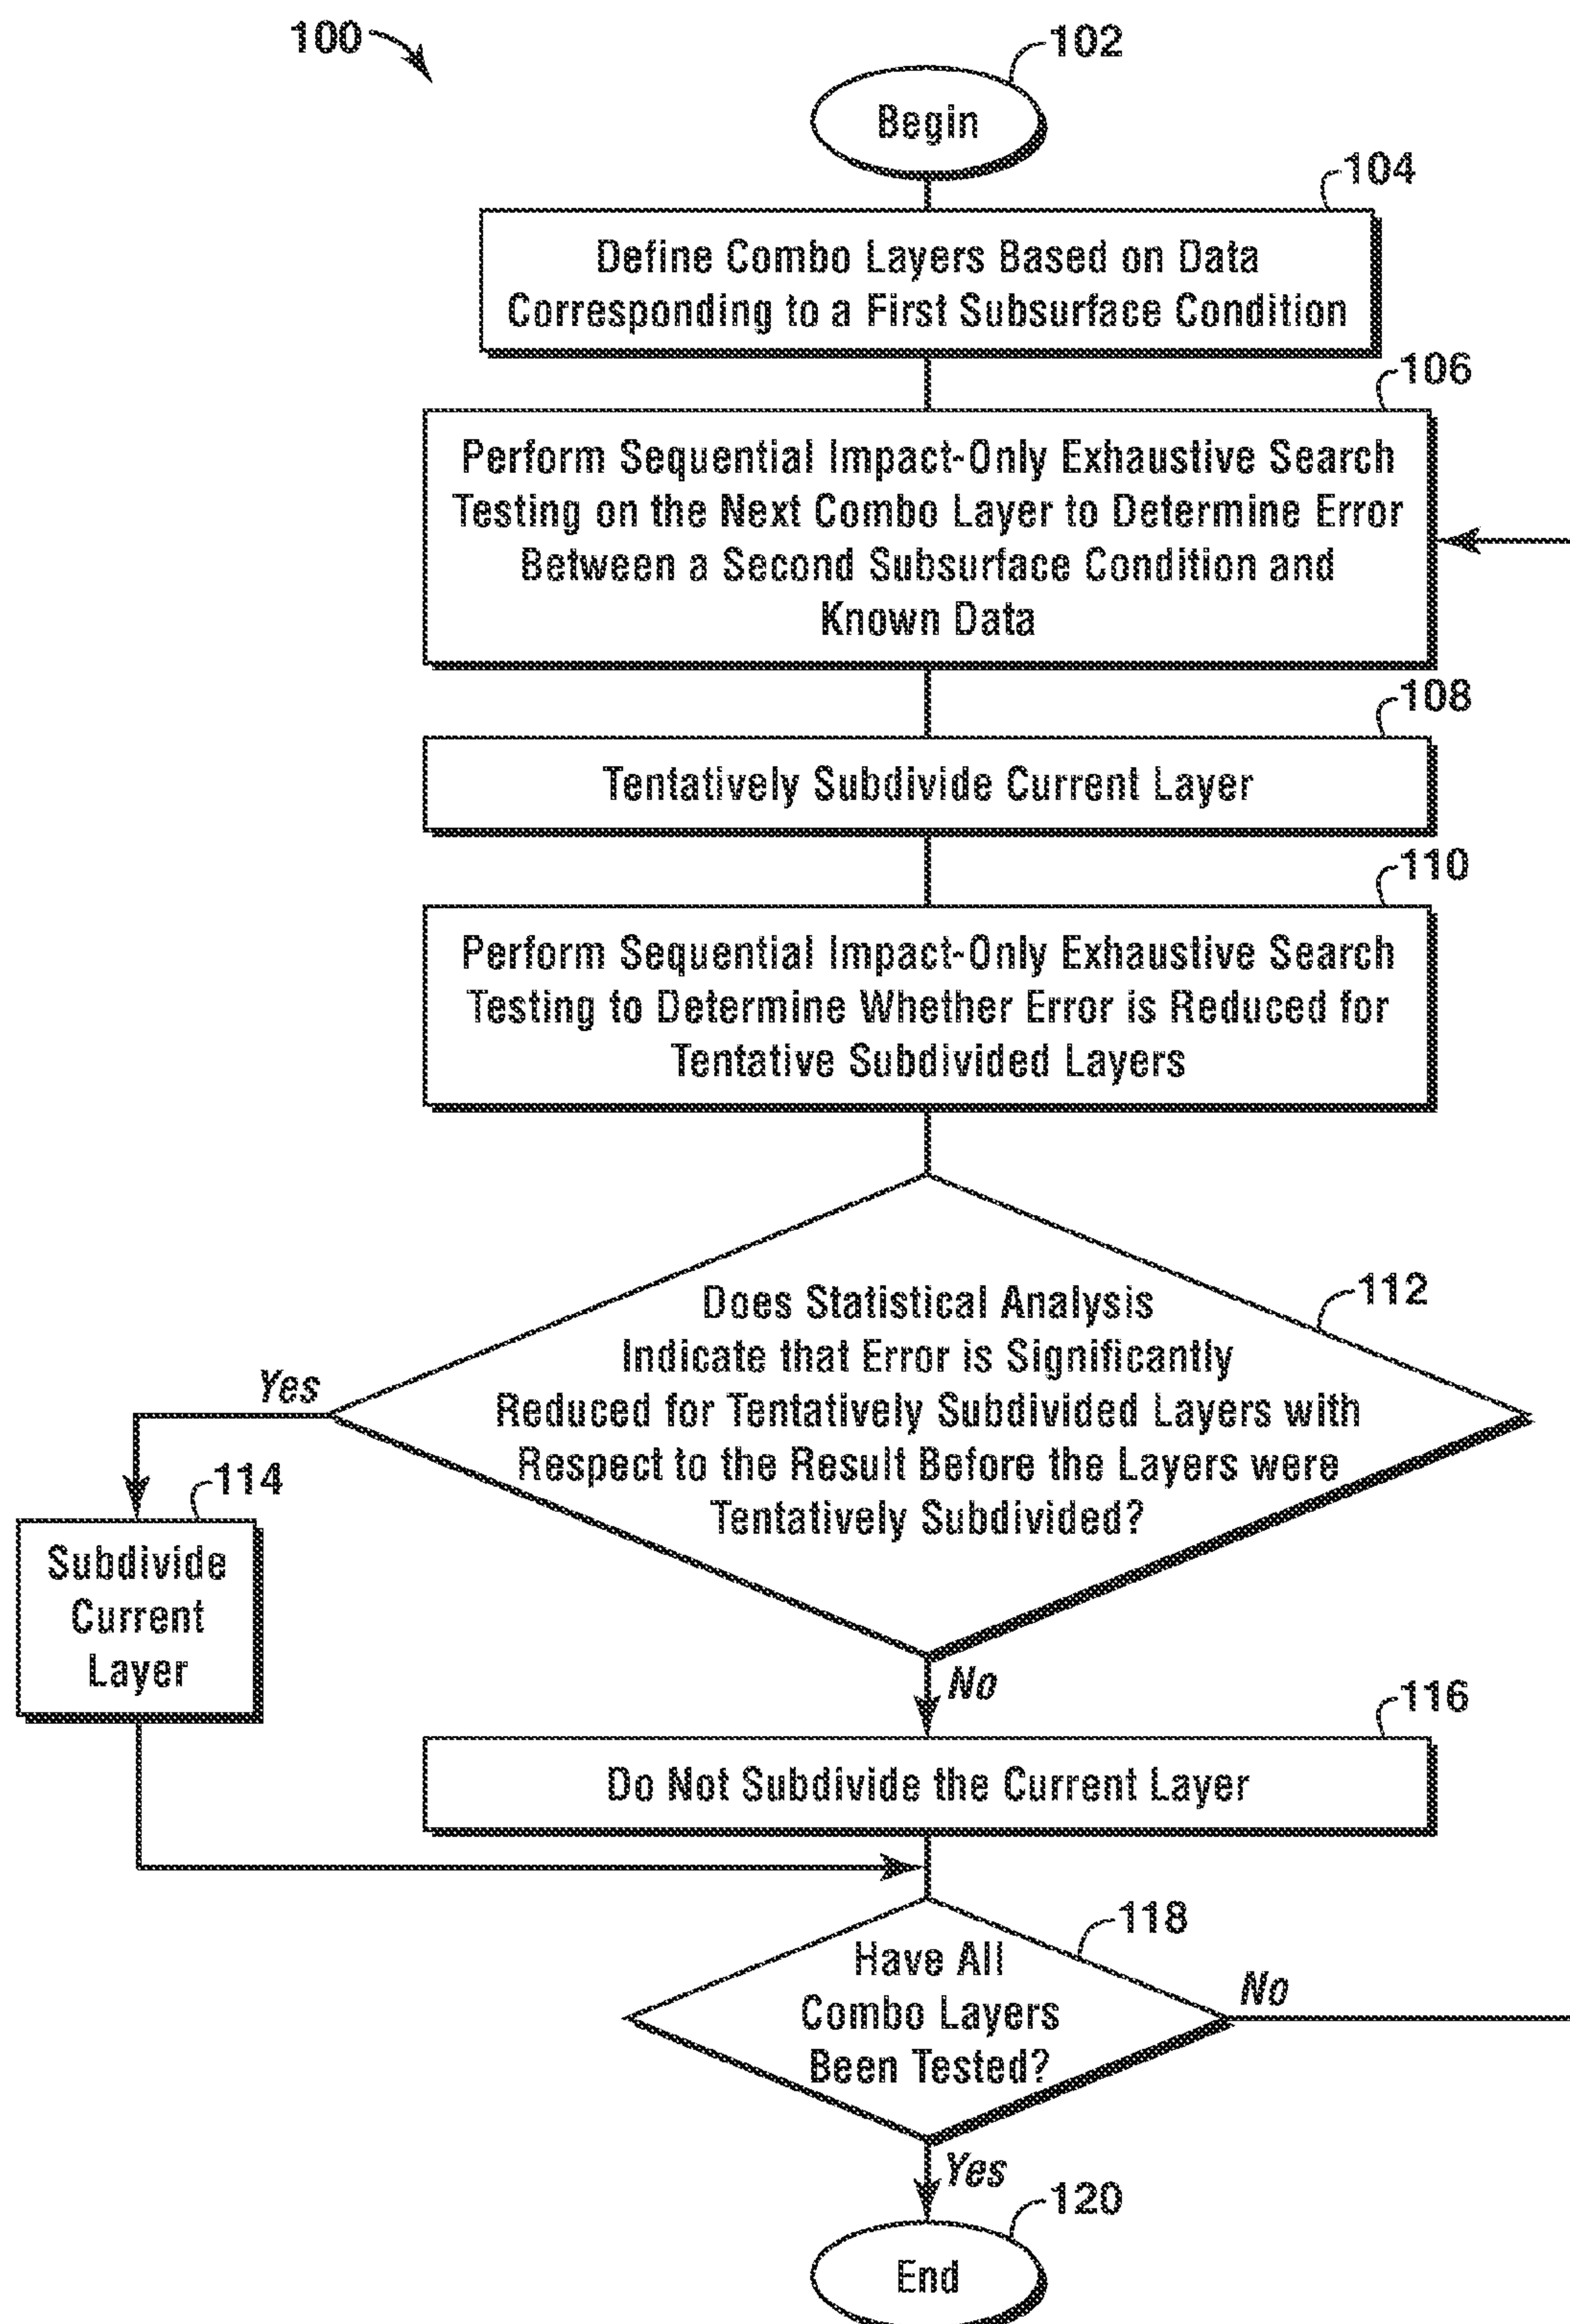 100
102
Begin
104
Define Combo Layers Based on Data
Corresponding to a First Subsurface Condition
106
Perform Sequential Impact-Only Exhaustive Search
Testing on the Next Combo Layer to Determine Error
Between a Second Subsurface Condition and
Known Data
108
Tentatively Subdivide Current Layer
110
Perform Sequential Impact-Only Exhaustive Search
Testing to Determine Whether Error is Reduced for
Tentative Subdivided Layers
112
Does Statistical Analysis
Indicate that Error is Significantly
Reduced for Tentatively Subdivided Layers with
Respect to the Result Before the Layers were
Tentatively Subdivided?
Yes
114
Subdivide
Current
Layer
No
116
Do Not Subdivide the Current Layer
118
Have All
Combo Layers
Been Tested?
No
Yes
120
End